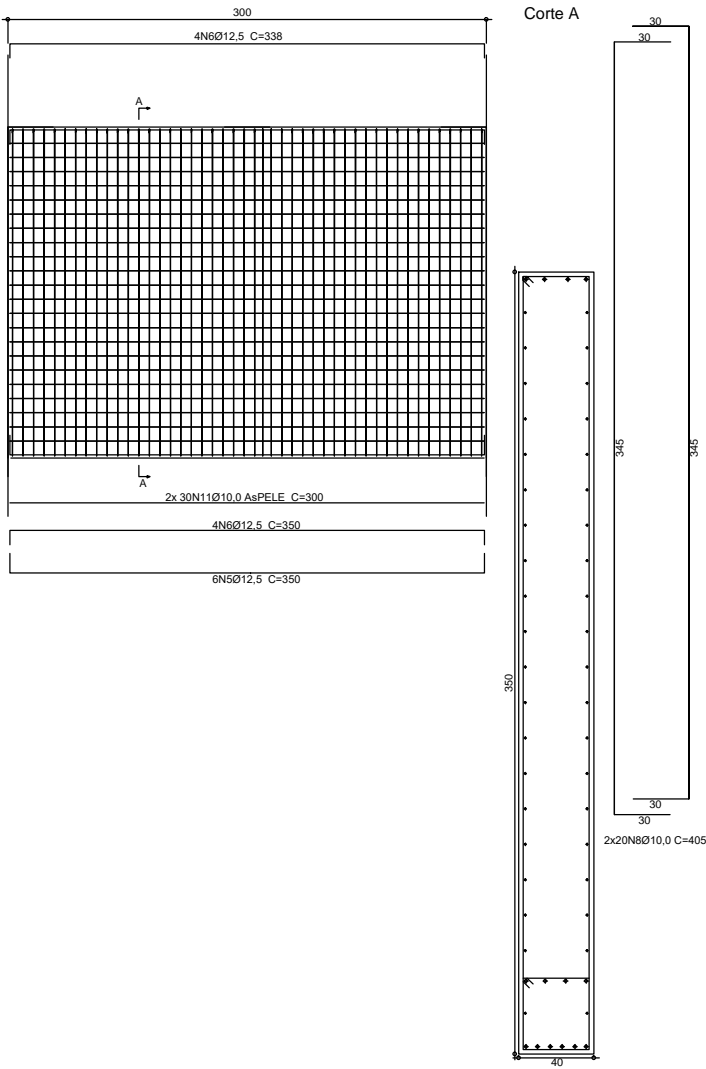 300
4N6Ø12,5 C=338
Corte A
30
30
A
345
345
A
2x 30N11Ø10,0 AsPELE C=300
4N6Ø12,5 C=350
6N5Ø12,5 C=350
350
30
30
2x20N8Ø10,0 C=405
40